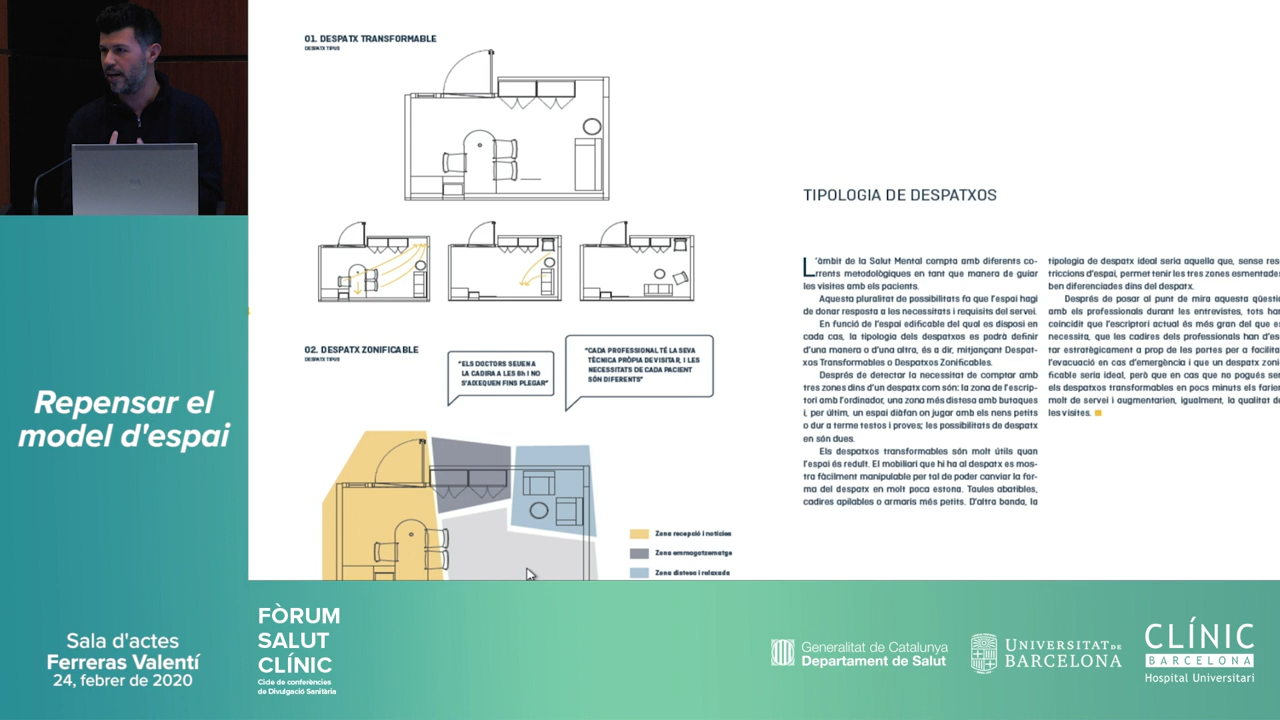 01. DESPATX TRANSFORMABLE
DESPATX TIPUS
02. DESPATX ZONIFICABLE
DESPATX TIPUS
"ELS DOCTORS SEUEN A
LA CADIRA A LES 8h I NO
S'AIXEQUEN FINS PLEGAR"
"CADA PROFESSIONAL TÉ LA SEVA
TÈCNICA PRÒPIA DE VISITAR, I LES
NECESSITATS DE CADA PACIENT
SÓN DIFERENTS"
Zona recepció i notícies
Zona emmagatzematge
Zona distesa i relaxada
TIPOLOGIA DE DESPATXOS
L'àmbit de la Salut Mental compta amb diferents co-
rrents metodològiques en tant que manera de guiar
les visites amb els pacients.
Aquesta pluralitat de possibilitats fa que l'espai hagi
de donar resposta a les necessitats i requisits del servei.
En funció de l'espai edificable del qual es disposi en
cada cas, la tipologia dels despatxos es podrà definir
d'una manera o d'una altra, és a dir, mitjançant Despat-
xos Transformables o Despatxos Zonificables.
Després de detectar la necessitat de comptar amb
tres zones dins d'un despatx com són: la zona de l'escrip-
tori amb l'ordinador, una zona més distesa amb butaques
i, per últim, un espai diàfan on jugar amb els nens petits
o dur a terme testos i proves; les possibilitats de despatx
en són dues.
Els despatxos transformables són molt útils quan
l'espai és reduït. El mobiliari que hi ha al despatx es mos-
tra fàcilment manipulable per tal de poder canviar la for-
ma del despatx en molt poca estona. Taules abatibles,
cadires apilables o armaris més petits. D'altra banda, la
tipologia de despatx ideal seria aquella que, sense res
triccions d'espai, permet tenir les tres zones esmentades
ben diferenciades dins del despatx.
Després de posar al punt de mira aquesta qüesti
amb els professionals durant les entrevistes, tots han
coincidit que l'escriptori actual és més gran del que es
necessita, que les cadires dels professionals han d'es
tar estratègicament a prop de les portes per a facilita
l'evacuació en cas d'emergència i que un despatx zoni
ficable seria ideal, però que en cas que no pogués ser
els despatxos transformables en pocs minuts els farien
molt de servei i augmentarien, igualment, la qualitat de
les visites.
Repensar el
model d'espai
Sala d'actes
Ferreras Valentí
24, febrer de 2020
FÒRUM
SALUT
CLÍNIC
Cicle de conferències
de Divulgació Sanitària
Generalitat de Catalunya
Departament de Salut
UNIVERSITAT DE
BARCELONA
CLÍNIC
BARCELONA
Hospital Universitari